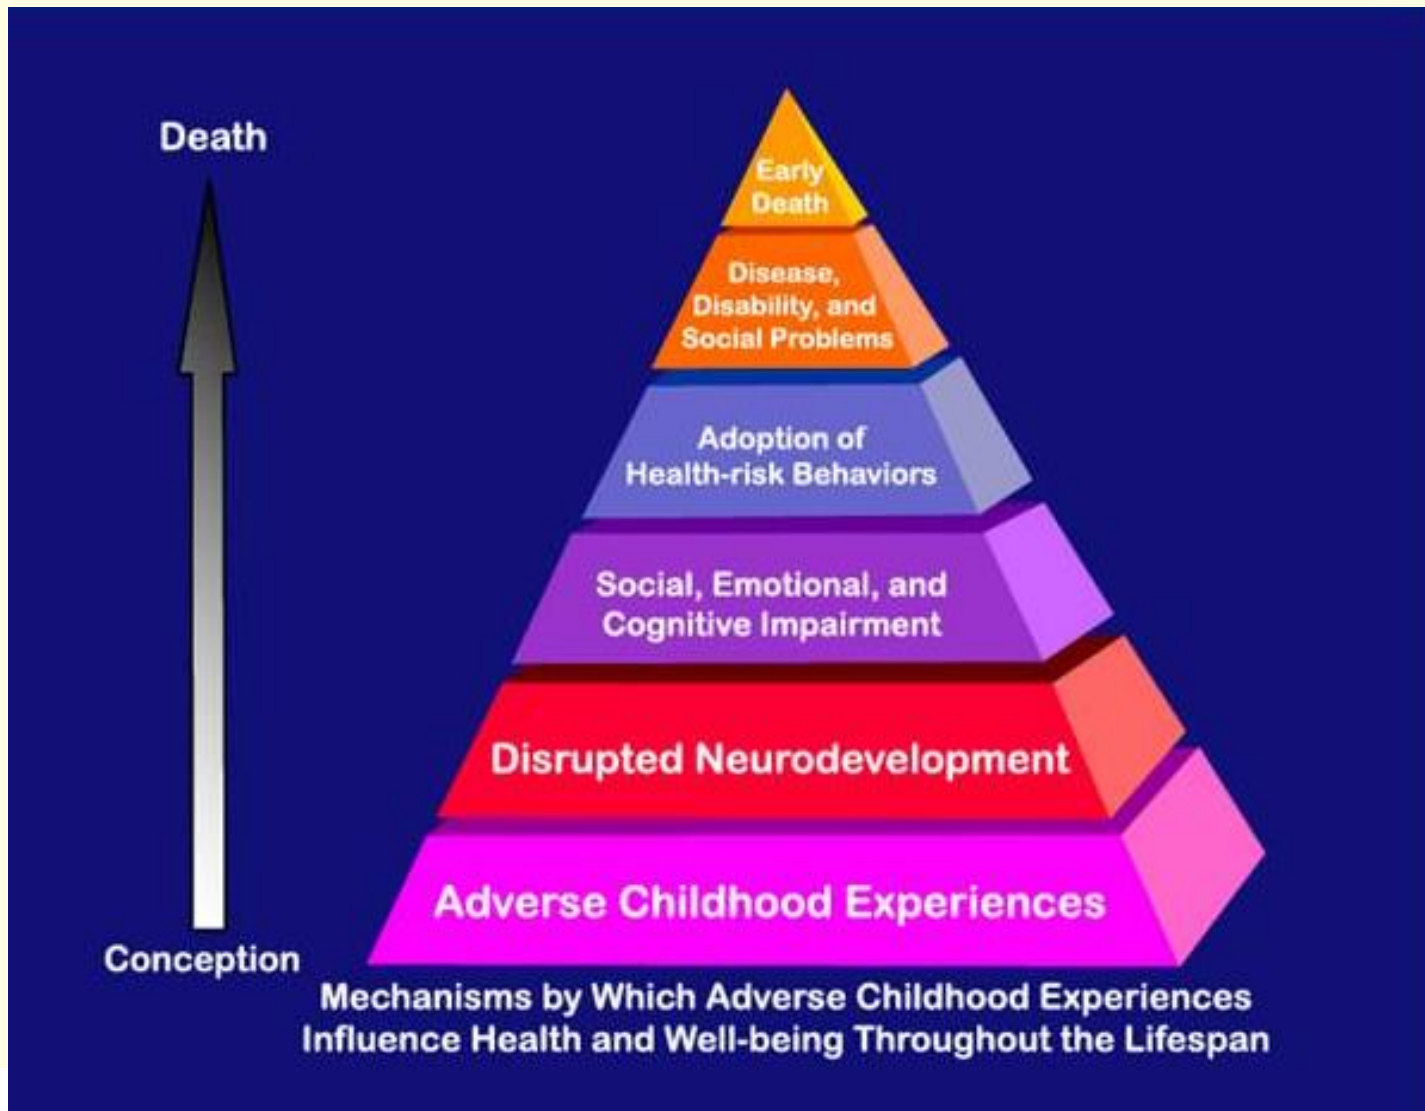 Death
Early
Death
Disease,
Disability, and
Social Problems
Adoption of
Health-risk Behaviors
Social, Emotional, and
Cognitive Impairment
Disrupted Neurodevelopment
Adverse Childhood Experiences
Conception
Mechanisms by Which Adverse Childhood Experiences
Influence Health and Well-being Throughout the Lifespan